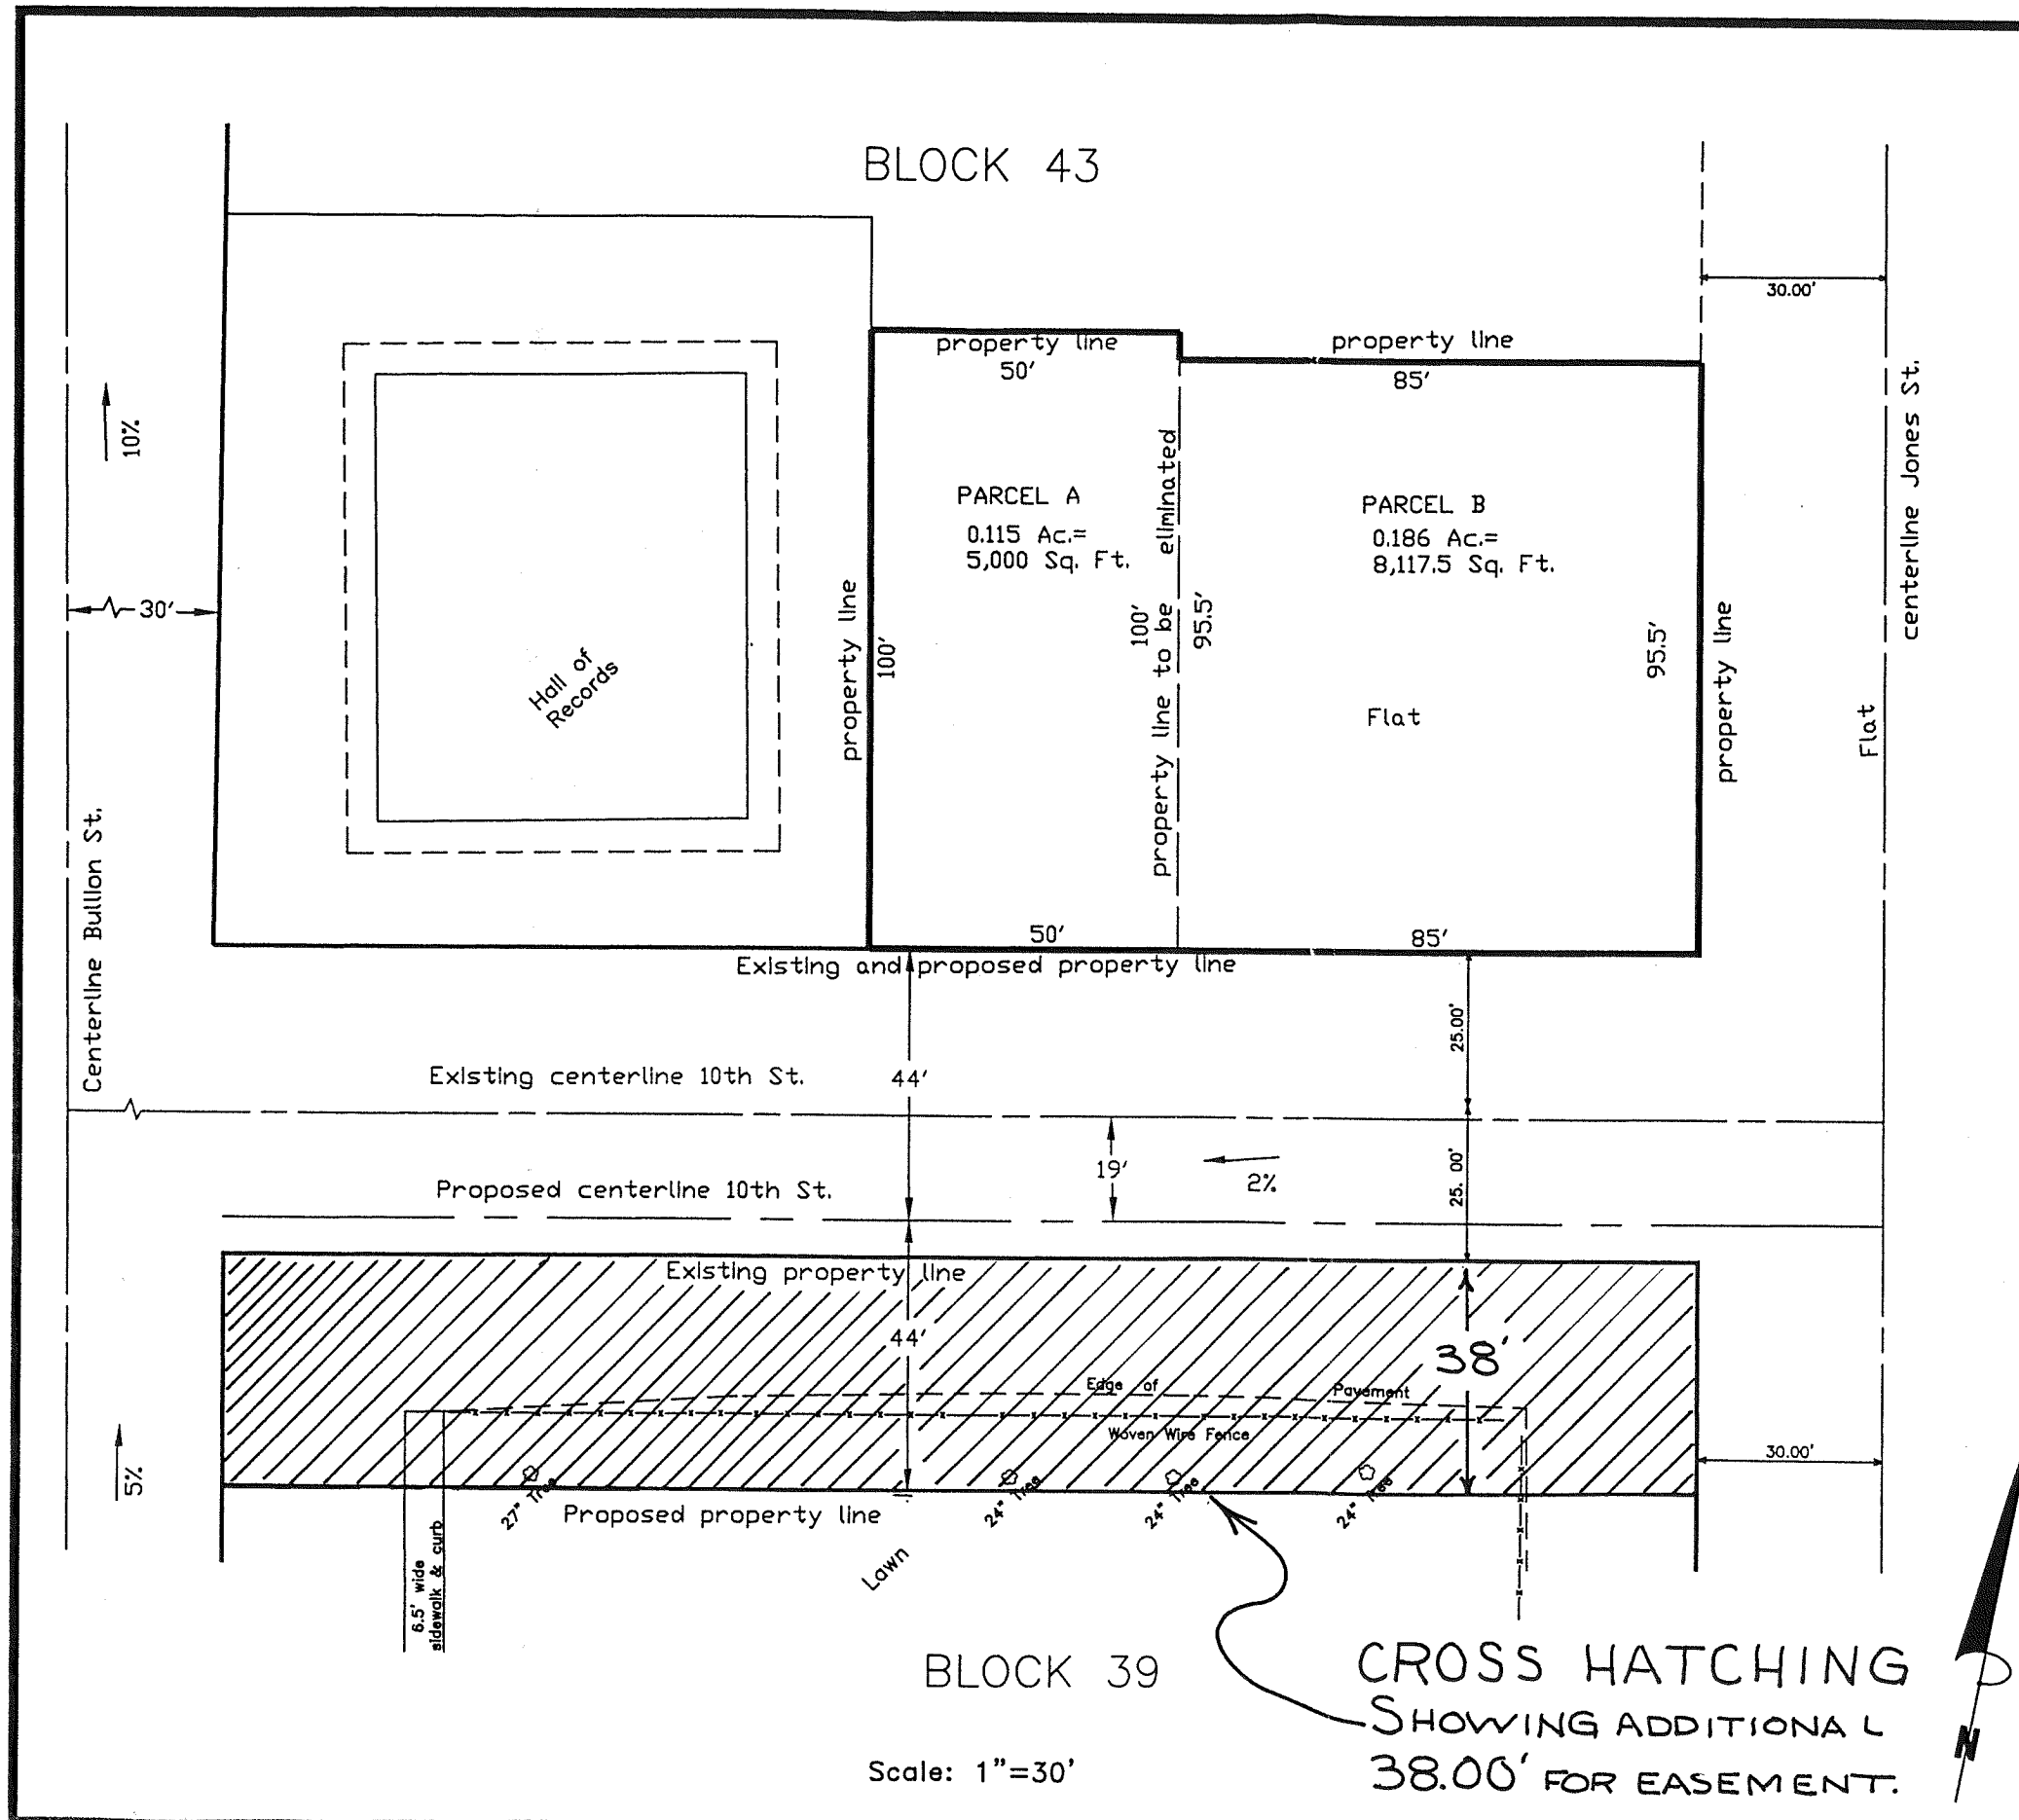 BLOCK 43
30.00'
property line
50'
property line
85'
centerline Jones St.
10%
PARCEL A
0.115 Ac.=
5,000 Sq. Ft.
PARCEL B
0.186 Ac.=
8,117.5 Sq. Ft.
property line to be eliminated
100'
95.5'
30'
property line
100'
Hall of
Records
95.5'
property line
Flat
Flat
Centerline Bullion St.
50'
85'
Existing and proposed property line
25.00'
Existing centerline 10th St.
44'
19'
2%
25. 00'
Proposed centerline 10th St.
Existing property line
44'
38'
Edge of
Pavement
Woven Wire Fence
30.00'
5%
27" Tree
24" Tree
24" Tree
24" Tree
Proposed property line
6.5' wide
sidewalk & curb
Lawn
BLOCK 39
CROSS HATCHING
SHOWING ADDITIONAL
38.00' FOR EASEMENT.
N
Scale: 1"=30'